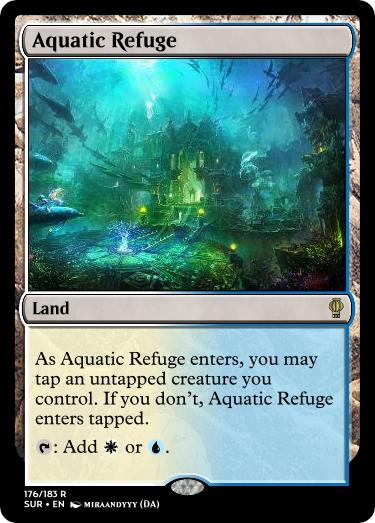 Aquatic Refuge
Land
As Aquatic Refuge enters, you may
tap an untapped creature you
control. If you don't, Aquatic Refuge
enters tapped.
: Add or .
176/183 R
SUR • EN MIRAANDYYY (DA)